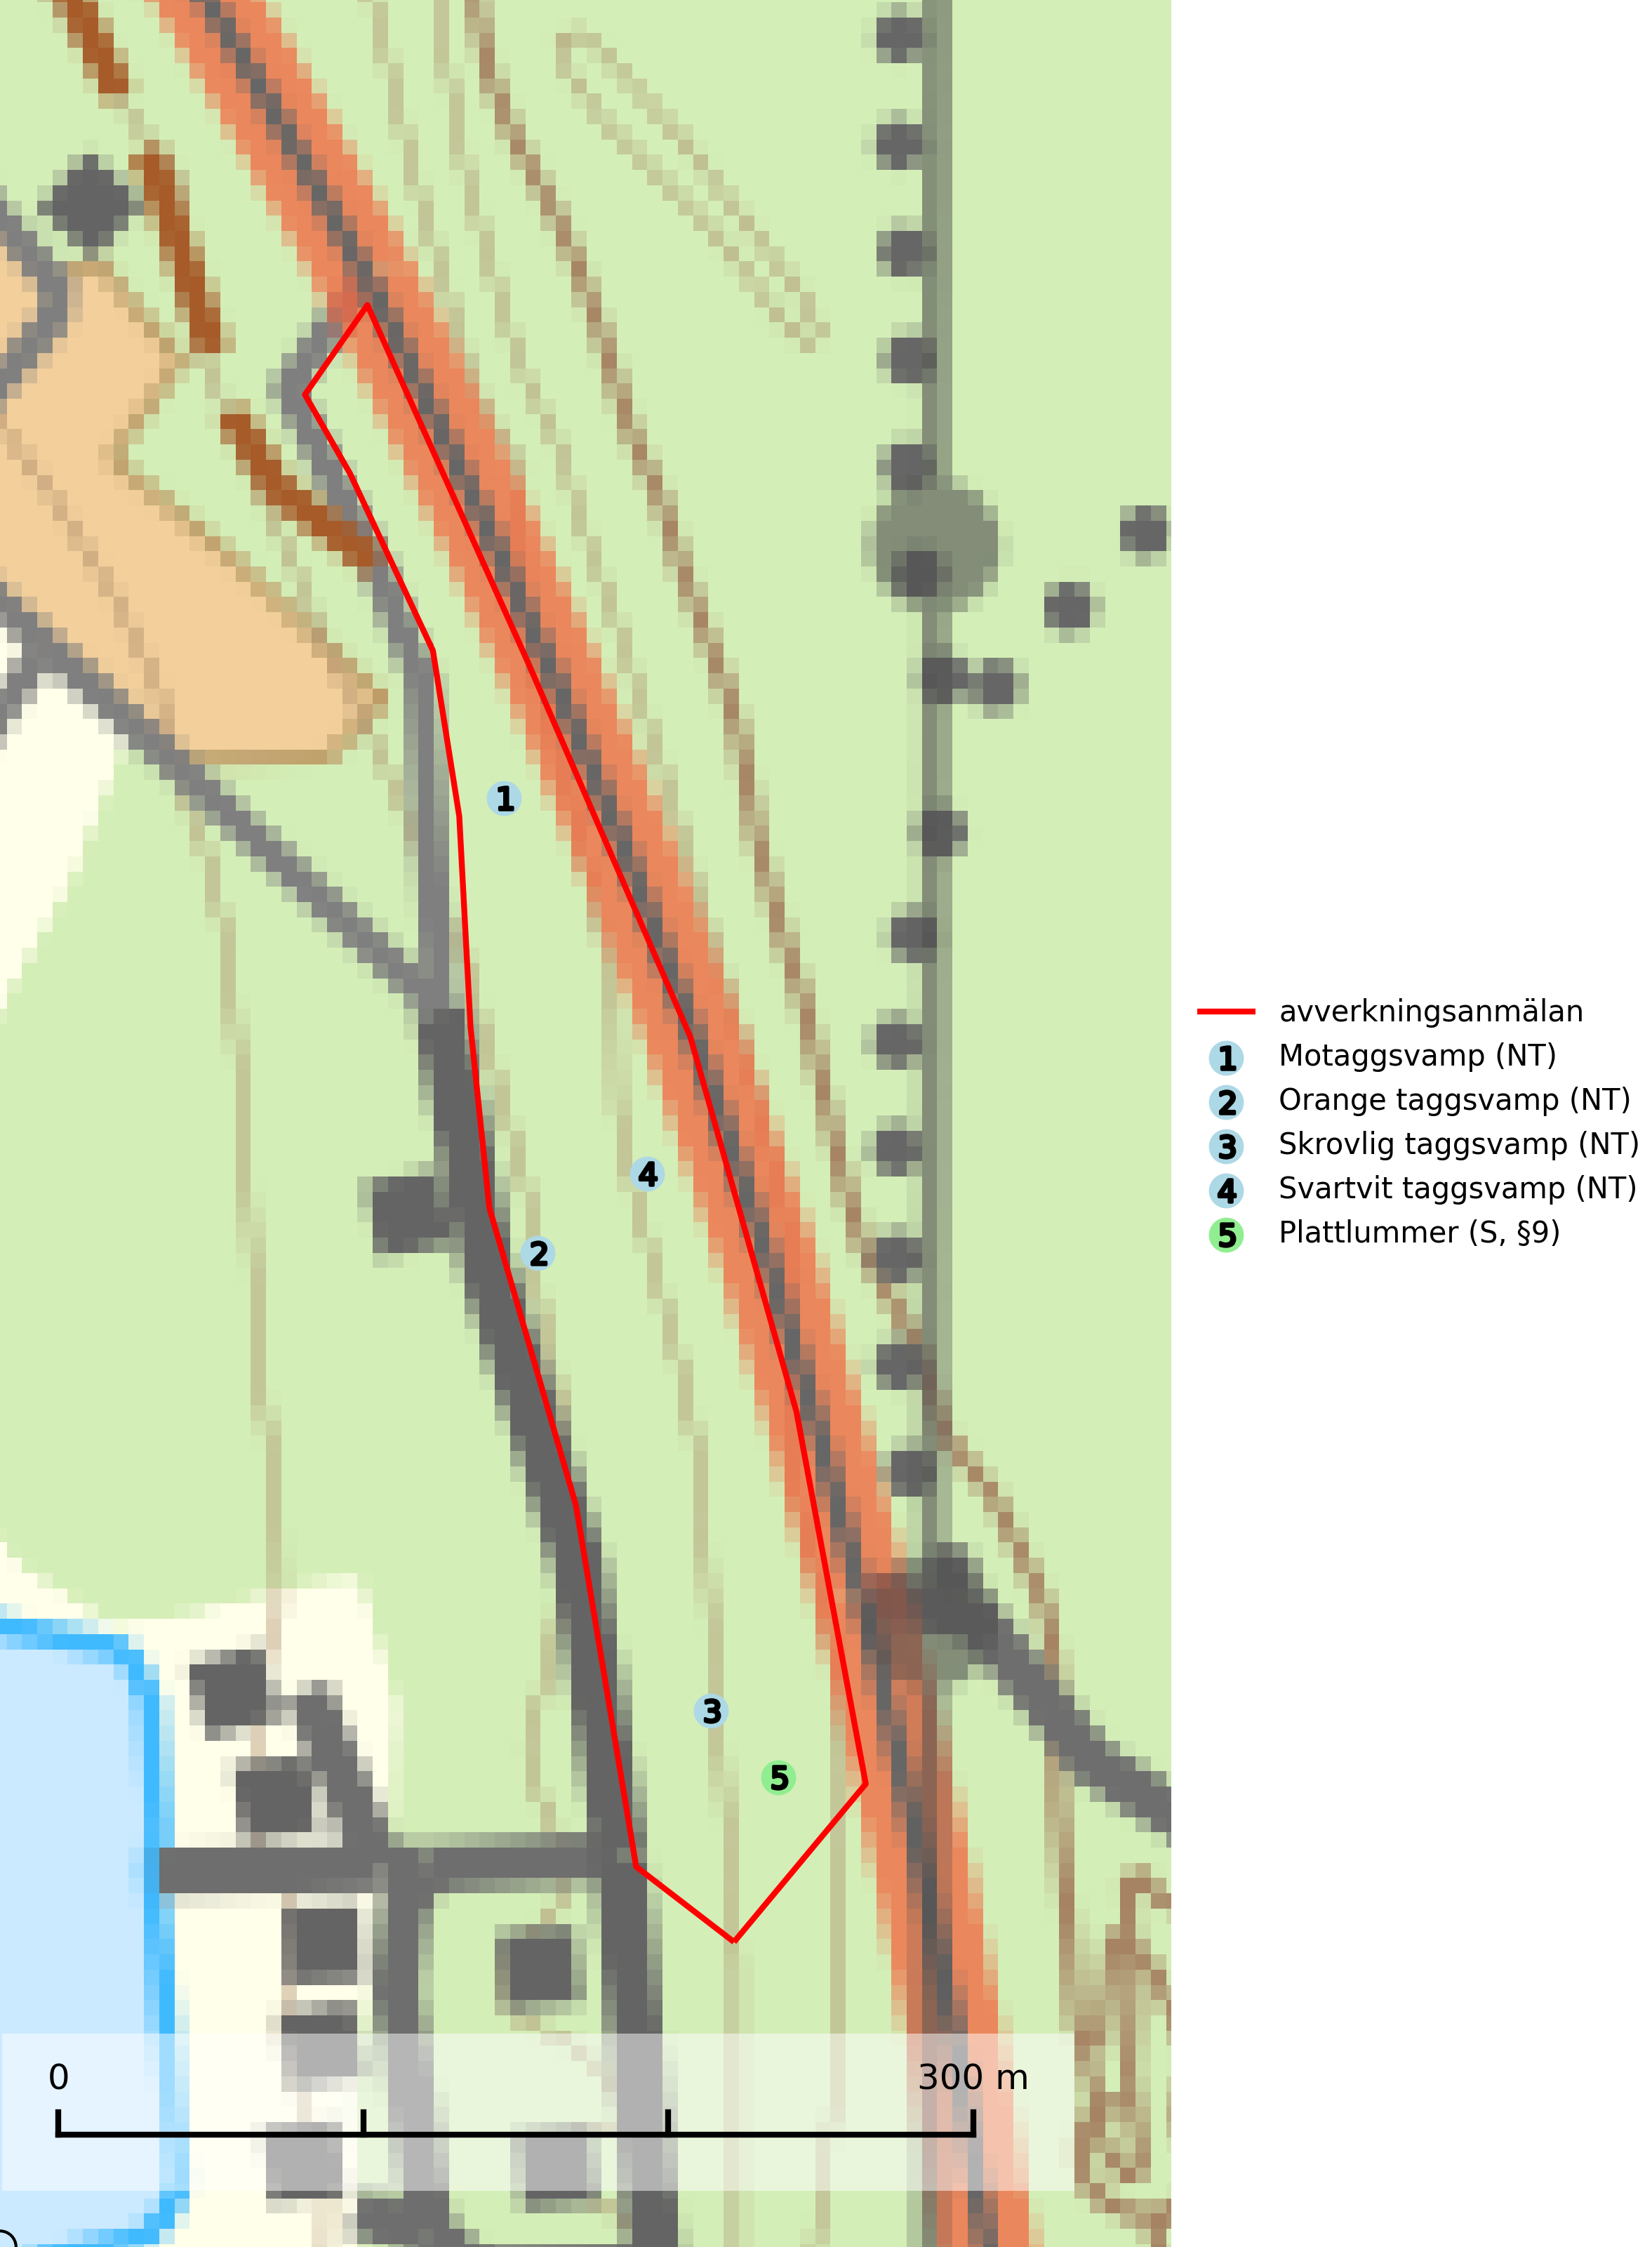 1
4
2
3
5
avverkningsanmälan
1 Motaggsvamp (NT)
2 Orange taggsvamp (NT)
3 Skrovlig taggsvamp (NT)
4 Svartvit taggsvamp (NT)
5 Plattlummer (S, §9)
0 300 m